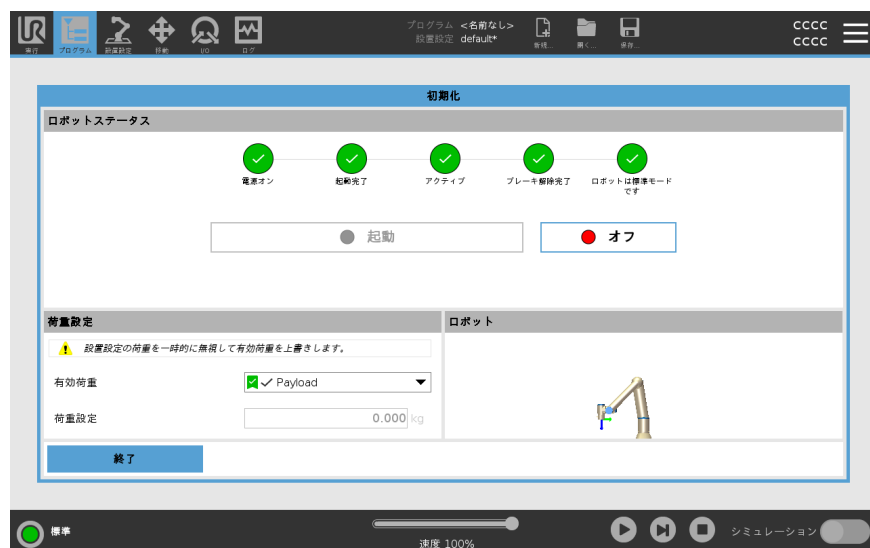 プログラム <名前なし>
設置設定 default*
CCCC
CCCC
実行
プログラム
設置設定
移動
I/O
ログ
新規...
開く...
保存...
初期化
ロボットステータス
電源オン
起動完了
アクティブ
ブレーキ解除完了
ロボットは標準モード
です
起動
オフ
荷重設定
ロボット
設置設定の荷重を一時的に無視して有効荷重を上書きします。
有効荷重
Payload
荷重設定
0.000 kg
終了
標準
速度 100%
シミュレーション